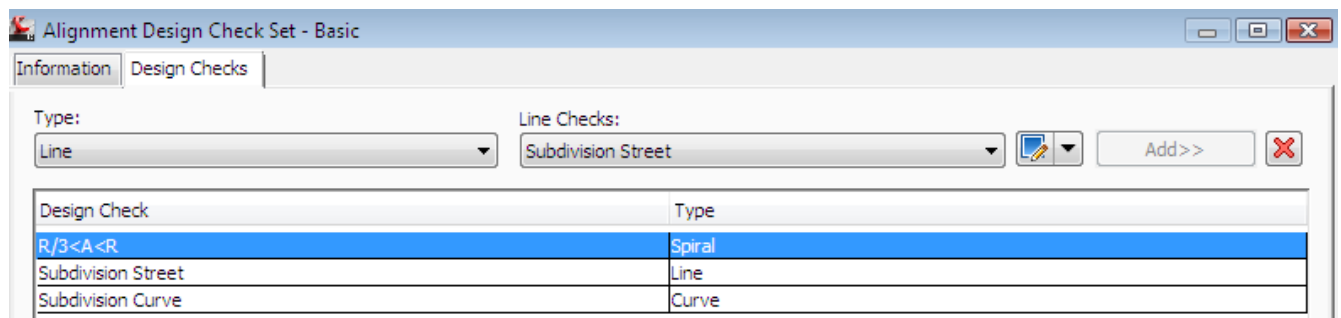 Alignment Design Check Set - Basic
Information Design Checks
Type: Line Checks:
Line Subdivision Street Add>>
Design Check Type
R/3<A<R Spiral
Subdivision Street Line
Subdivision Curve Curve